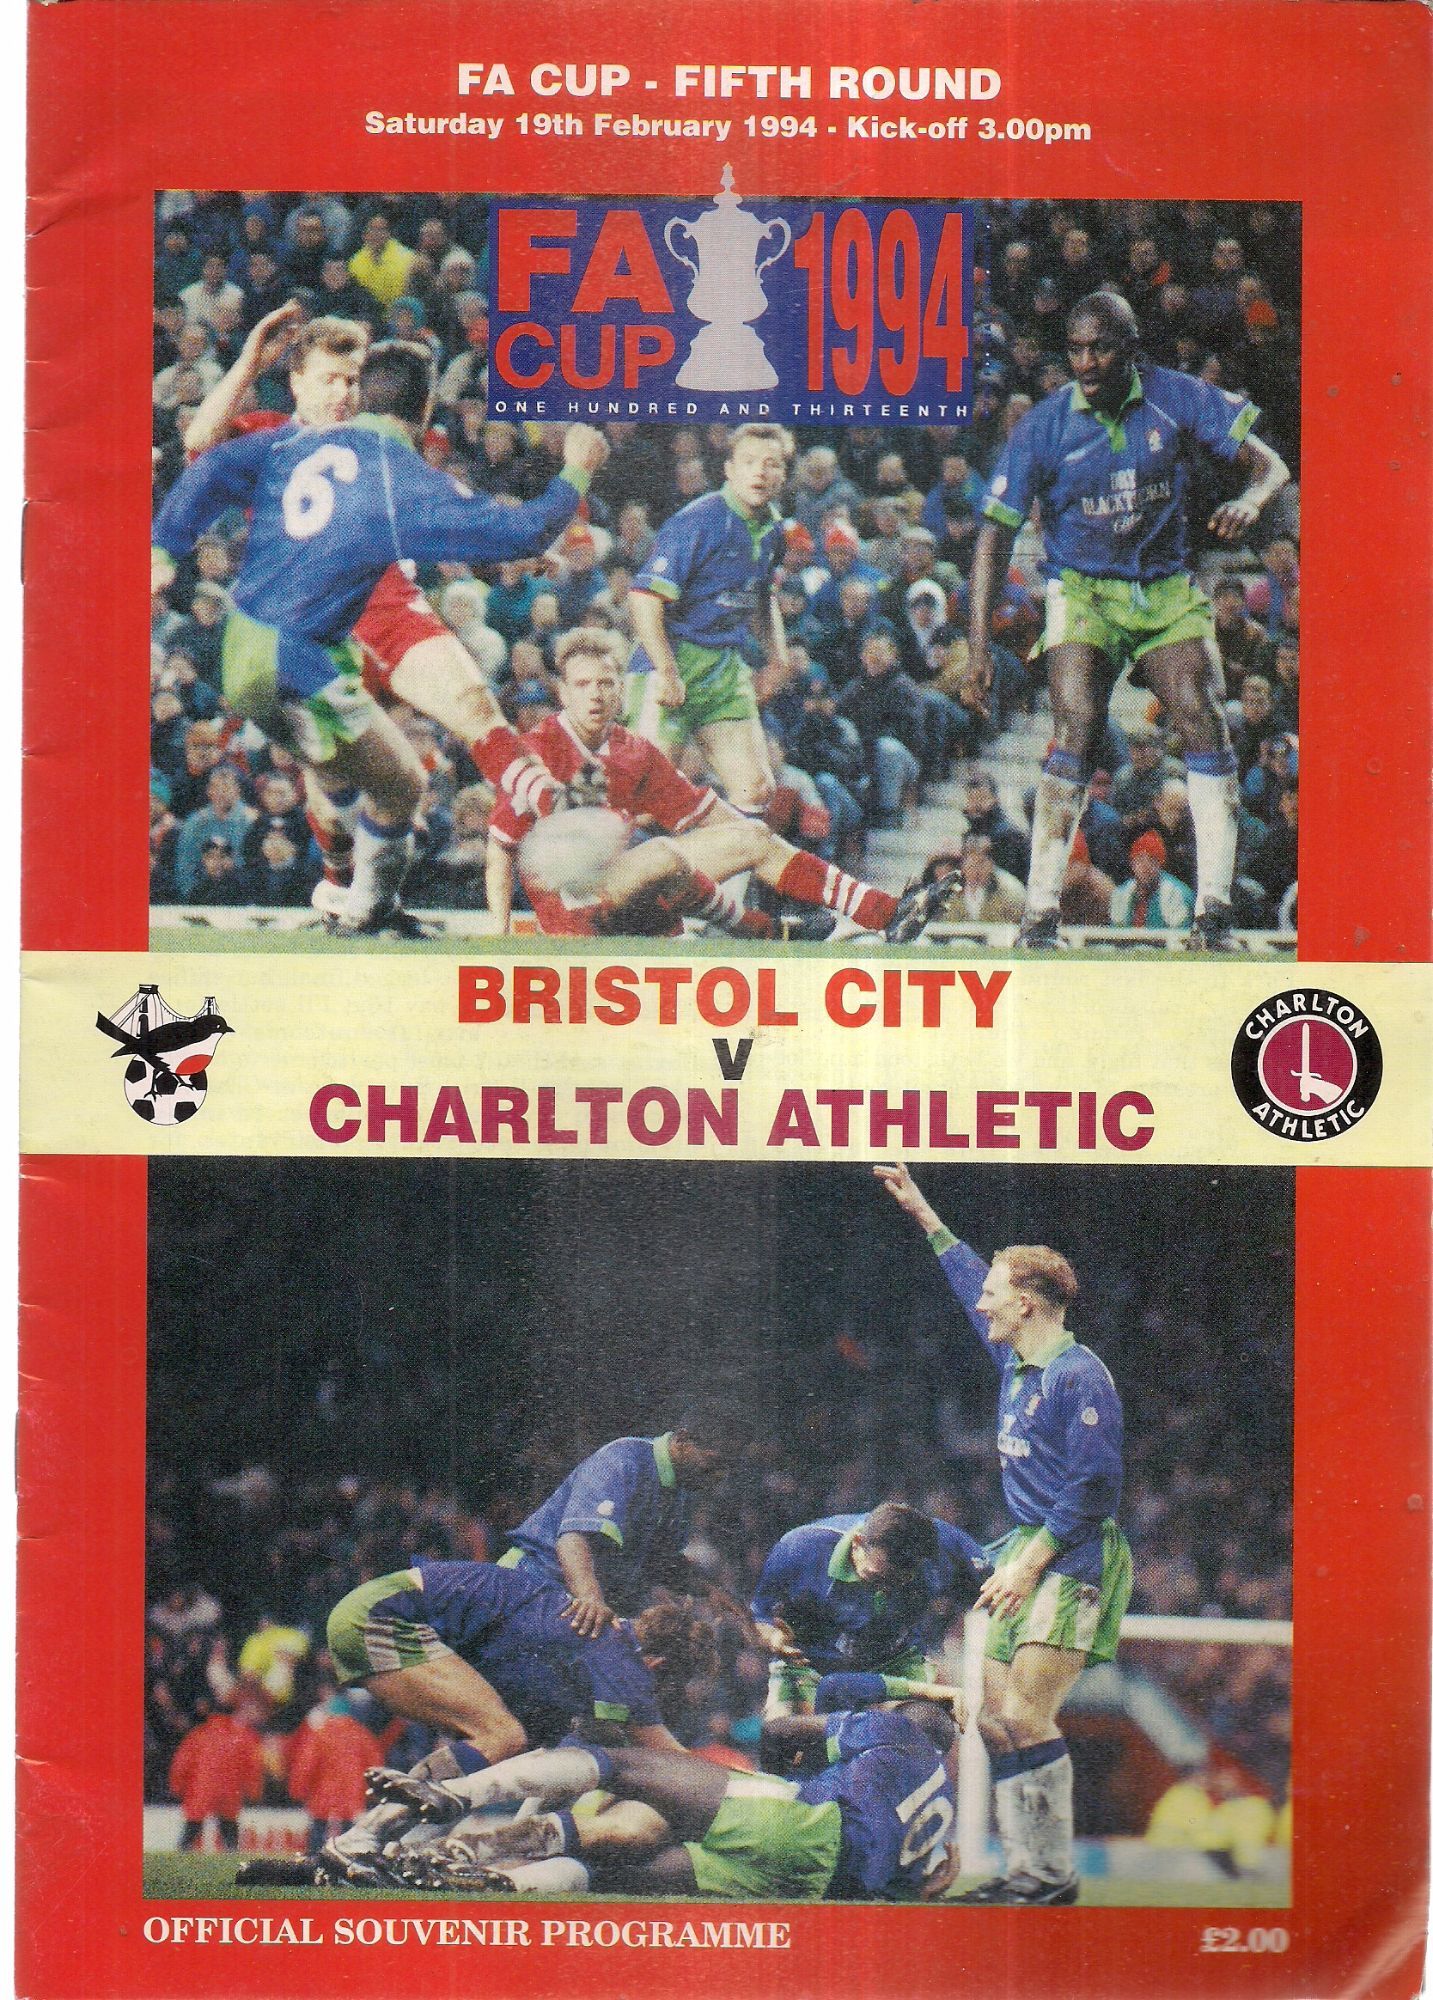 FA CUP - FIFTH ROUND
Saturday 19th February 1994 - Kick-off 3.00pm
FA
CUP
1994
ONE HUNDRED AND THIRTEENTH
6
BLACKTHORN
BRISTOL CITY
V
CHARLTON ATHLETIC
CHARLTON
ATHLETIC
10
OFFICIAL SOUVENIR PROGRAMME
£2.00